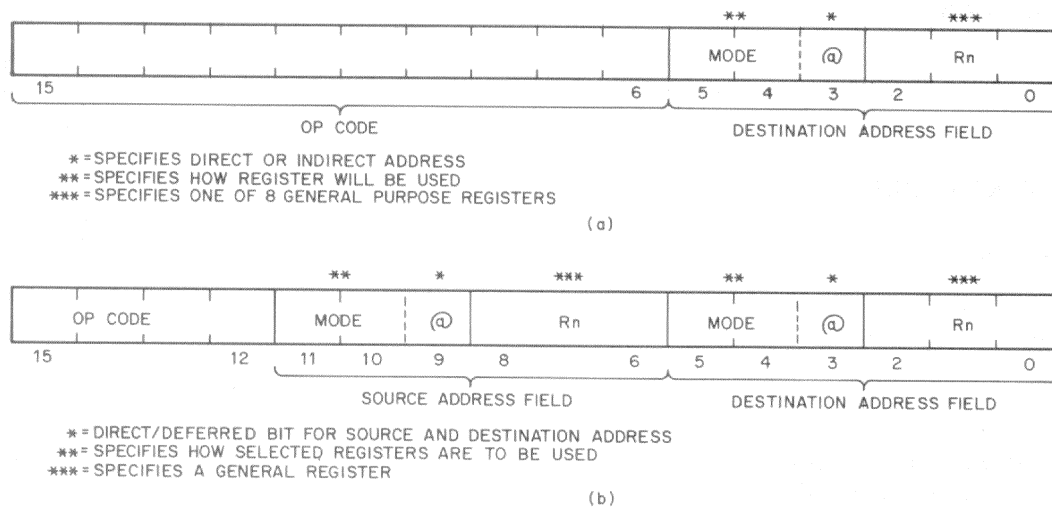 ** * ***
MODE @ Rn
15 6 5 4 3 2 0
OP CODE DESTINATION ADDRESS FIELD
*=SPECIFIES DIRECT OR INDIRECT ADDRESS
**=SPECIFIES HOW REGISTER WILL BE USED
***=SPECIFIES ONE OF 8 GENERAL PURPOSE REGISTERS
(a)
** * *** ** * ***
OP CODE MODE @ Rn MODE @ Rn
15 12 11 10 9 8 6 5 4 3 2 0
SOURCE ADDRESS FIELD DESTINATION ADDRESS FIELD
*=DIRECT/DEFERRED BIT FOR SOURCE AND DESTINATION ADDRESS
**=SPECIFIES HOW SELECTED REGISTERS ARE TO BE USED
***=SPECIFIES A GENERAL REGISTER
(b)